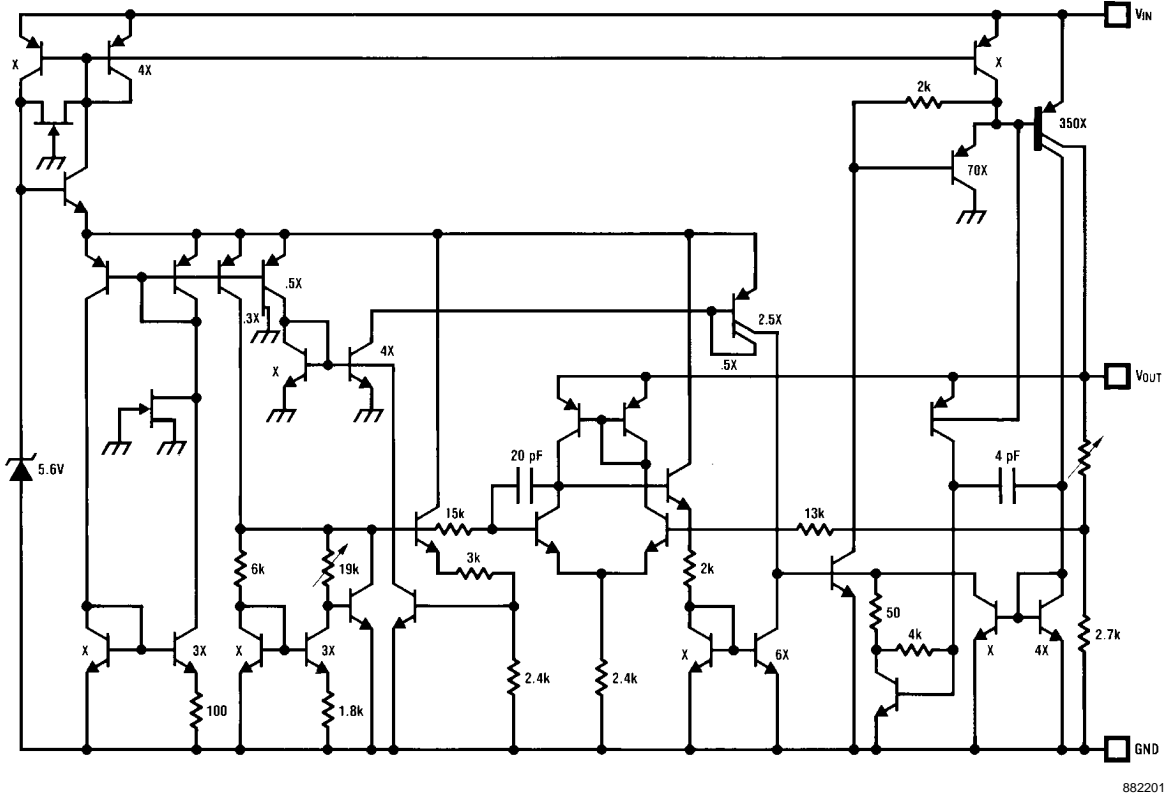 VIN
X
4X
X
2k
350X
70X
.5X
.3X
4X
2.5X
X
.5X
VOUT
5.6V
20 pF
4 pF
15k
13k
3k
6k
19k
2k
50
4k
X
3X
X
3X
2.4k
2.4k
X
6X
X
4X
2.7k
100
1.8k
GND
882201